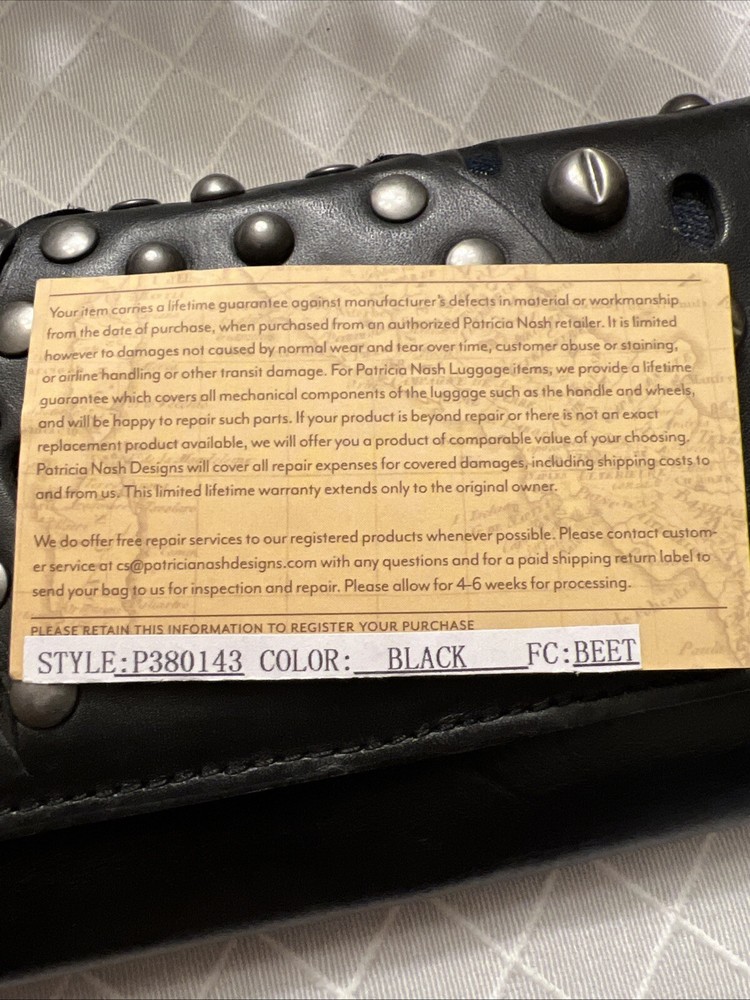 Your item carries a lifetime guarantee against manufacturer's defects in material or workmanship
from the date of purchase, when purchased from an authorized Patricia Nash retailer. It is limited
however to damages not caused by normal wear and tear over time, customer abuse or staining,
or airline handling or other transit damage. For Patricia Nash Luggage items, we provide a lifetime
guarantee which covers all mechanical components of the luggage such as the handle and wheels,
and will be happy to repair such parts. If your product is beyond repair or there is not an exact
replacement product available, we will offer you a product of comparable value of your choosing.
Patricia Nash Designs will cover all repair expenses for covered damages, including shipping costs to
and from us. This limited lifetime warranty extends only to the original owner.
We do offer free repair services to our registered products whenever possible. Please contact custom-
er service at cs@patricianashdesigns.com with any questions and for a paid shipping return label to
send your bag to us for inspection and repair. Please allow for 4-6 weeks for processing.
PLEASE RETAIN THIS INFORMATION TO REGISTER YOUR PURCHASE
STYLE:P380143 COLOR: BLACK FC:BEET